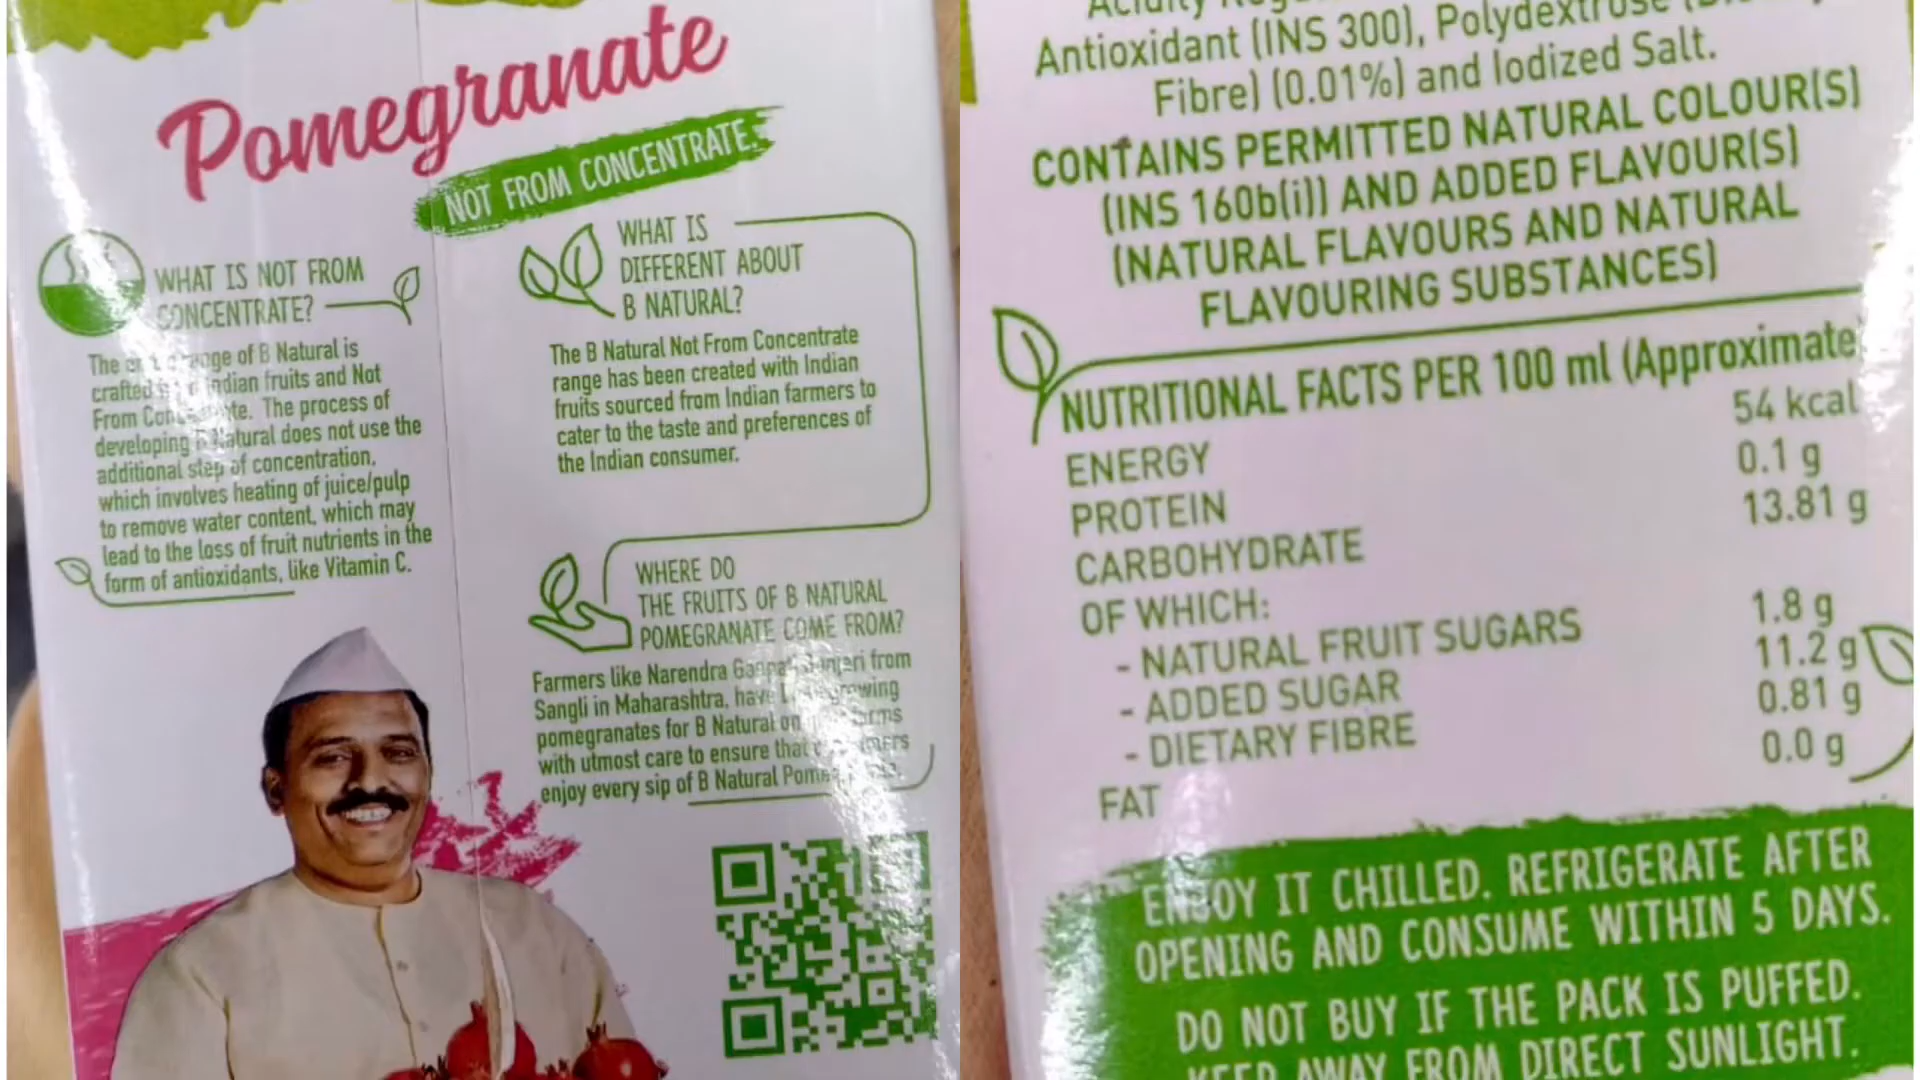 Pomegranate
NOT FROM CONCENTRATE.
WHAT IS NOT FROM
CONCENTRATE?
The range of B Natural is
crafted Indian fruits and Not
From The process of
developing Natural does not use the
additional step of concentration,
which involves heating of juice/pulp
to remove water content, which may
lead to the loss of fruit nutrients in the
form of antioxidants, like Vitamin C.
WHAT IS
DIFFERENT ABOUT
B NATURAL?
The B Natural Not From Concentrate
range has been created with Indian
fruits sourced from Indian farmers to
cater to the taste and preferences of
the Indian consumer.
WHERE DO
THE FRUITS OF B NATURAL
POMEGRANATE COME FROM?
Farmers like Narendra from
Sangli in Maharashtra, have
pomegranates for B Natural on
with utmost care to ensure that
enjoy every sip of B Natural
Antioxidant (INS 300), Polydextrose
Fibre) (0.01%) and Iodized Salt.
CONTAINS PERMITTED NATURAL COLOUR(S)
(INS 160b(i)) AND ADDED FLAVOUR(S)
(NATURAL FLAVOURS AND NATURAL
FLAVOURING SUBSTANCES)
NUTRITIONAL FACTS PER 100 ml (Approximate)
ENERGY 54 kcal
PROTEIN 0.1 g
CARBOHYDRATE 13.81 g
OF WHICH:
- NATURAL FRUIT SUGARS 1.8 g
- ADDED SUGAR 11.2 g
- DIETARY FIBRE 0.81 g
FAT 0.0 g
ENJOY IT CHILLED. REFRIGERATE AFTER
OPENING AND CONSUME WITHIN 5 DAYS.
DO NOT BUY IF THE PACK IS PUFFED.
KEEP AWAY FROM DIRECT SUNLIGHT.